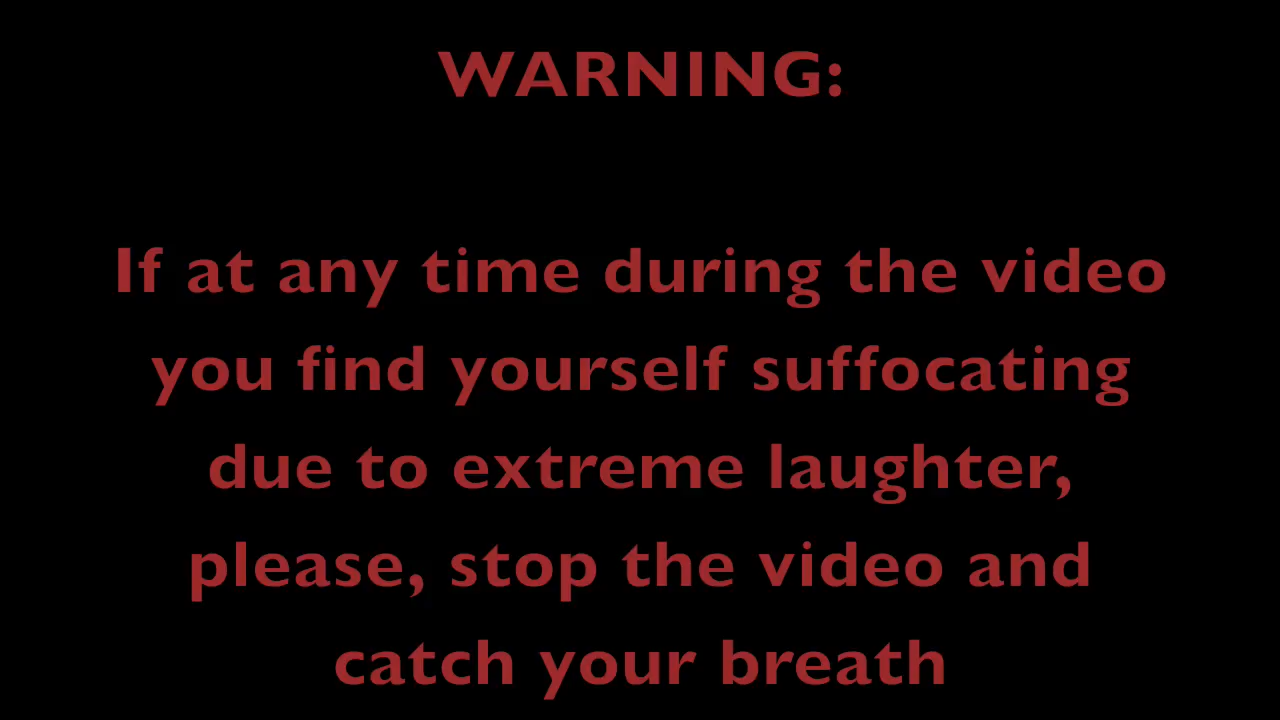 WARNING:
If at any time during the video
you find yourself suffocating
due to extreme laughter,
please, stop the video and
catch your breath